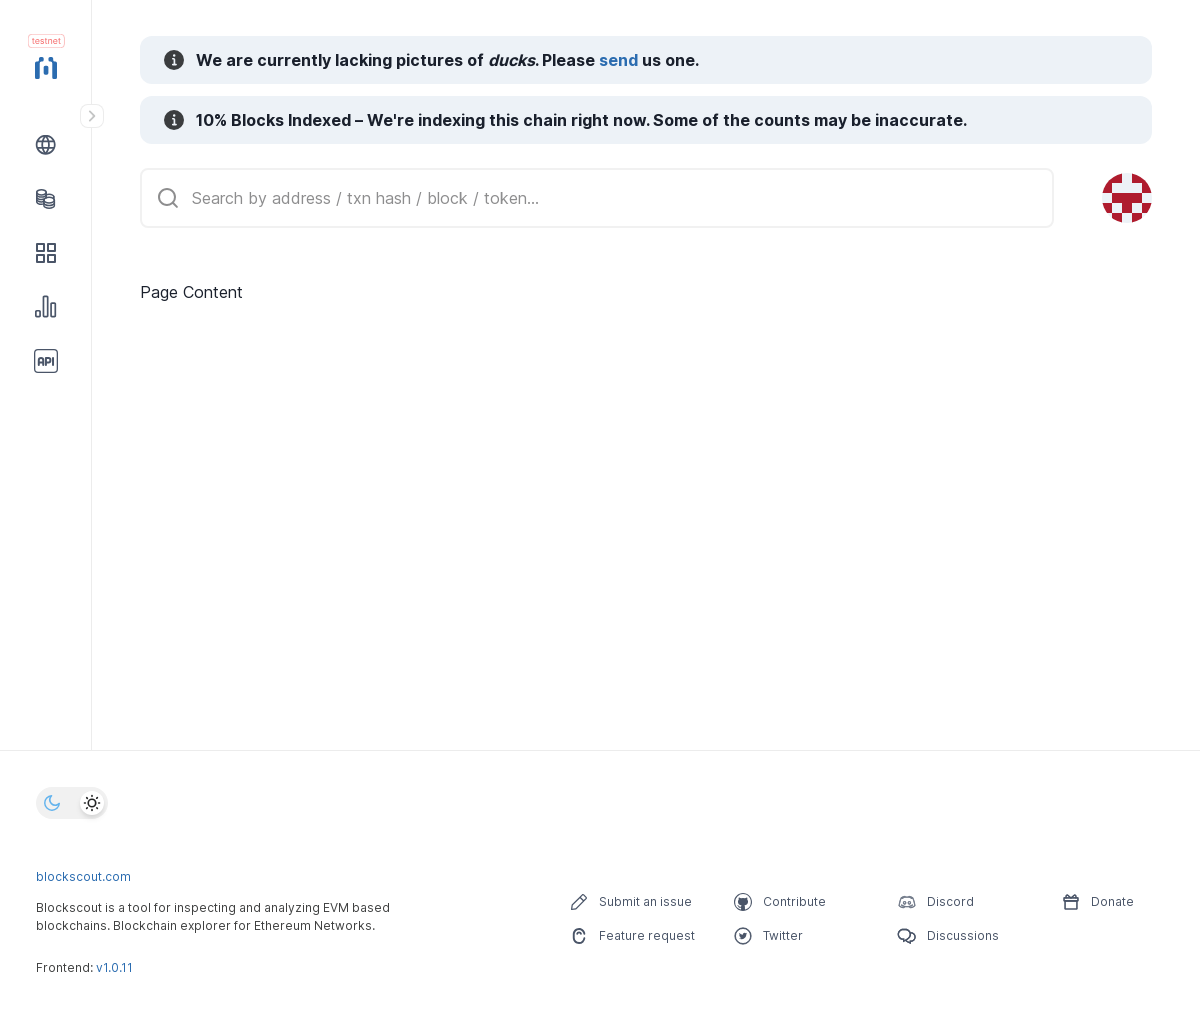 testnet
We are currently lacking pictures of ducks. Please send us one.
10% Blocks Indexed – We're indexing this chain right now. Some of the counts may be inaccurate.
Search by address / txn hash / block / token...
Page Content
API
blockscout.com
Blockscout is a tool for inspecting and analyzing EVM based
blockchains. Blockchain explorer for Ethereum Networks.
Frontend: v1.0.11
Submit an issue
Contribute
Discord
Donate
Feature request
Twitter
Discussions